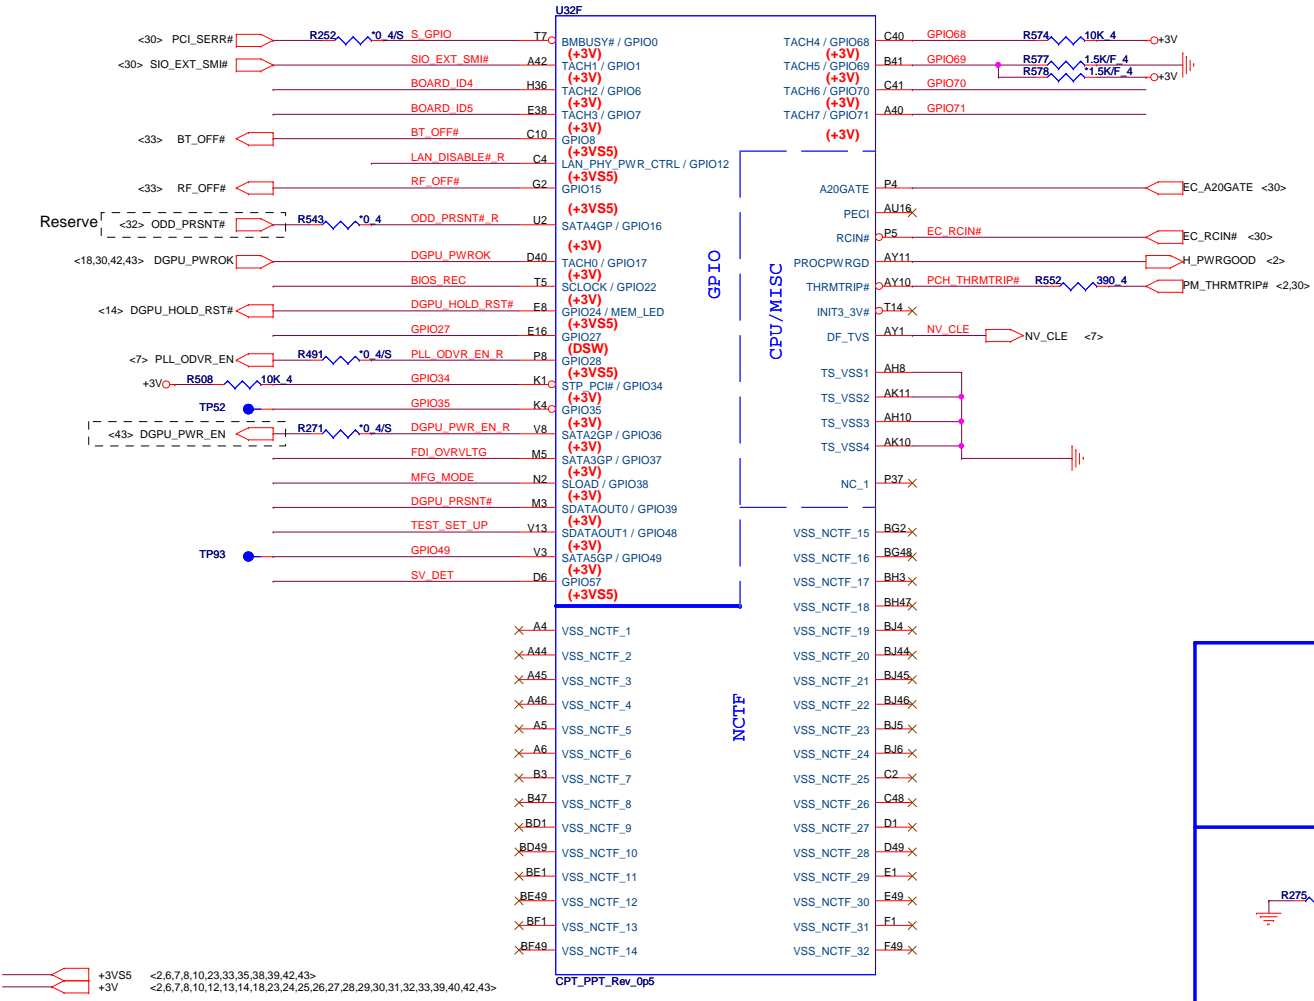 U32F
<30> PCI_SERR# R252 *0_4/S S_GPIO T7 BMBUSY# / GPIO0 (+3V)
<30> SIO_EXT_SMI# SIO_EXT_SMI# A42 TACH1 / GPIO1 (+3V)
BOARD_ID4 H36 TACH2 / GPIO6 (+3V)
BOARD_ID5 E38 TACH3 / GPIO7 (+3V)
<33> BT_OFF# BT_OFF# C10 GPIO8 (+3VS5)
LAN_DISABLE#_R C4 LAN_PHY_PWR_CTRL / GPIO12 (+3VS5)
<33> RF_OFF# RF_OFF# G2 GPIO15 (+3VS5)
Reserve <32> ODD_PRSNT# R543 *0_4 ODD_PRSNT#_R U2 SATA4GP / GPIO16 (+3V)
<18,30,42,43> DGPU_PWROK DGPU_PWROK D40 TACH0 / GPIO17 (+3V)
BIOS_REC T5 SCLOCK / GPIO22 (+3V)
<14> DGPU_HOLD_RST# DGPU_HOLD_RST# E8 GPIO24 / MEM_LED (+3VS5)
GPIO27 E16 GPIO27 (DSW)
<7> PLL_ODVR_EN R491 *0_4/S PLL_ODVR_EN_R P8 GPIO28 (+3VS5)
+3V R508 10K_4 GPIO34 K1 STP_PCI# / GPIO34 (+3V)
TP52 GPIO35 K4 GPIO35 (+3V)
<43> DGPU_PWR_EN R271 *0_4/S DGPU_PWR_EN_R V8 SATA2GP / GPIO36 (+3V)
FDI_OVRVLTG M5 SATA3GP / GPIO37 (+3V)
MFG_MODE N2 SLOAD / GPIO38 (+3V)
DGPU_PRSNT# M3 SDATAOUT0 / GPIO39 (+3V)
TEST_SET_UP V13 SDATAOUT1 / GPIO48 (+3V)
TP93 GPIO49 V3 SATA5GP / GPIO49 (+3V)
SV_DET D6 GPIO57 (+3VS5)
A4 VSS_NCTF_1
A44 VSS_NCTF_2
A45 VSS_NCTF_3
A46 VSS_NCTF_4
A5 VSS_NCTF_5
A6 VSS_NCTF_6
B3 VSS_NCTF_7
B47 VSS_NCTF_8
BD1 VSS_NCTF_9
BD49 VSS_NCTF_10
BE1 VSS_NCTF_11
BE49 VSS_NCTF_12
BF1 VSS_NCTF_13
BF49 VSS_NCTF_14
GPIO
CPU/MISC
NCTF
TACH4 / GPIO68 (+3V) C40 GPIO68 R574 10K_4 +3V
TACH5 / GPIO69 (+3V) B41 GPIO69 R577 1.5K/F_4
R578 *1.5K/F_4 +3V
TACH6 / GPIO70 (+3V) C41 GPIO70
TACH7 / GPIO71 (+3V) A40 GPIO71
A20GATE P4 EC_A20GATE <30>
PECI AU16
RCIN# P5 EC_RCIN# EC_RCIN# <30>
PROCPWRGD AY11 H_PWRGOOD <2>
THRMTRIP# AY10 PCH_THRMTRIP# R552 390_4 PM_THRMTRIP# <2,30>
INIT3_3V# T14
DF_TVS AY1 NV_CLE NV_CLE <7>
TS_VSS1 AH8
TS_VSS2 AK11
TS_VSS3 AH10
TS_VSS4 AK10
NC_1 P37
VSS_NCTF_15 BG2
VSS_NCTF_16 BG48
VSS_NCTF_17 BH3
VSS_NCTF_18 BH47
VSS_NCTF_19 BJ4
VSS_NCTF_20 BJ44
VSS_NCTF_21 BJ45
VSS_NCTF_22 BJ46
VSS_NCTF_23 BJ5
VSS_NCTF_24 BJ6
VSS_NCTF_25 C2
VSS_NCTF_26 C48
VSS_NCTF_27 D1
VSS_NCTF_28 D49
VSS_NCTF_29 E1
VSS_NCTF_30 E49
VSS_NCTF_31 F1
VSS_NCTF_32 F49
R275
CPT_PPT_Rev_0p5
+3VS5 <2,6,7,8,10,23,33,35,38,39,42,43>
+3V <2,6,7,8,10,12,13,14,18,23,24,25,26,27,28,29,30,31,32,33,39,40,42,43>